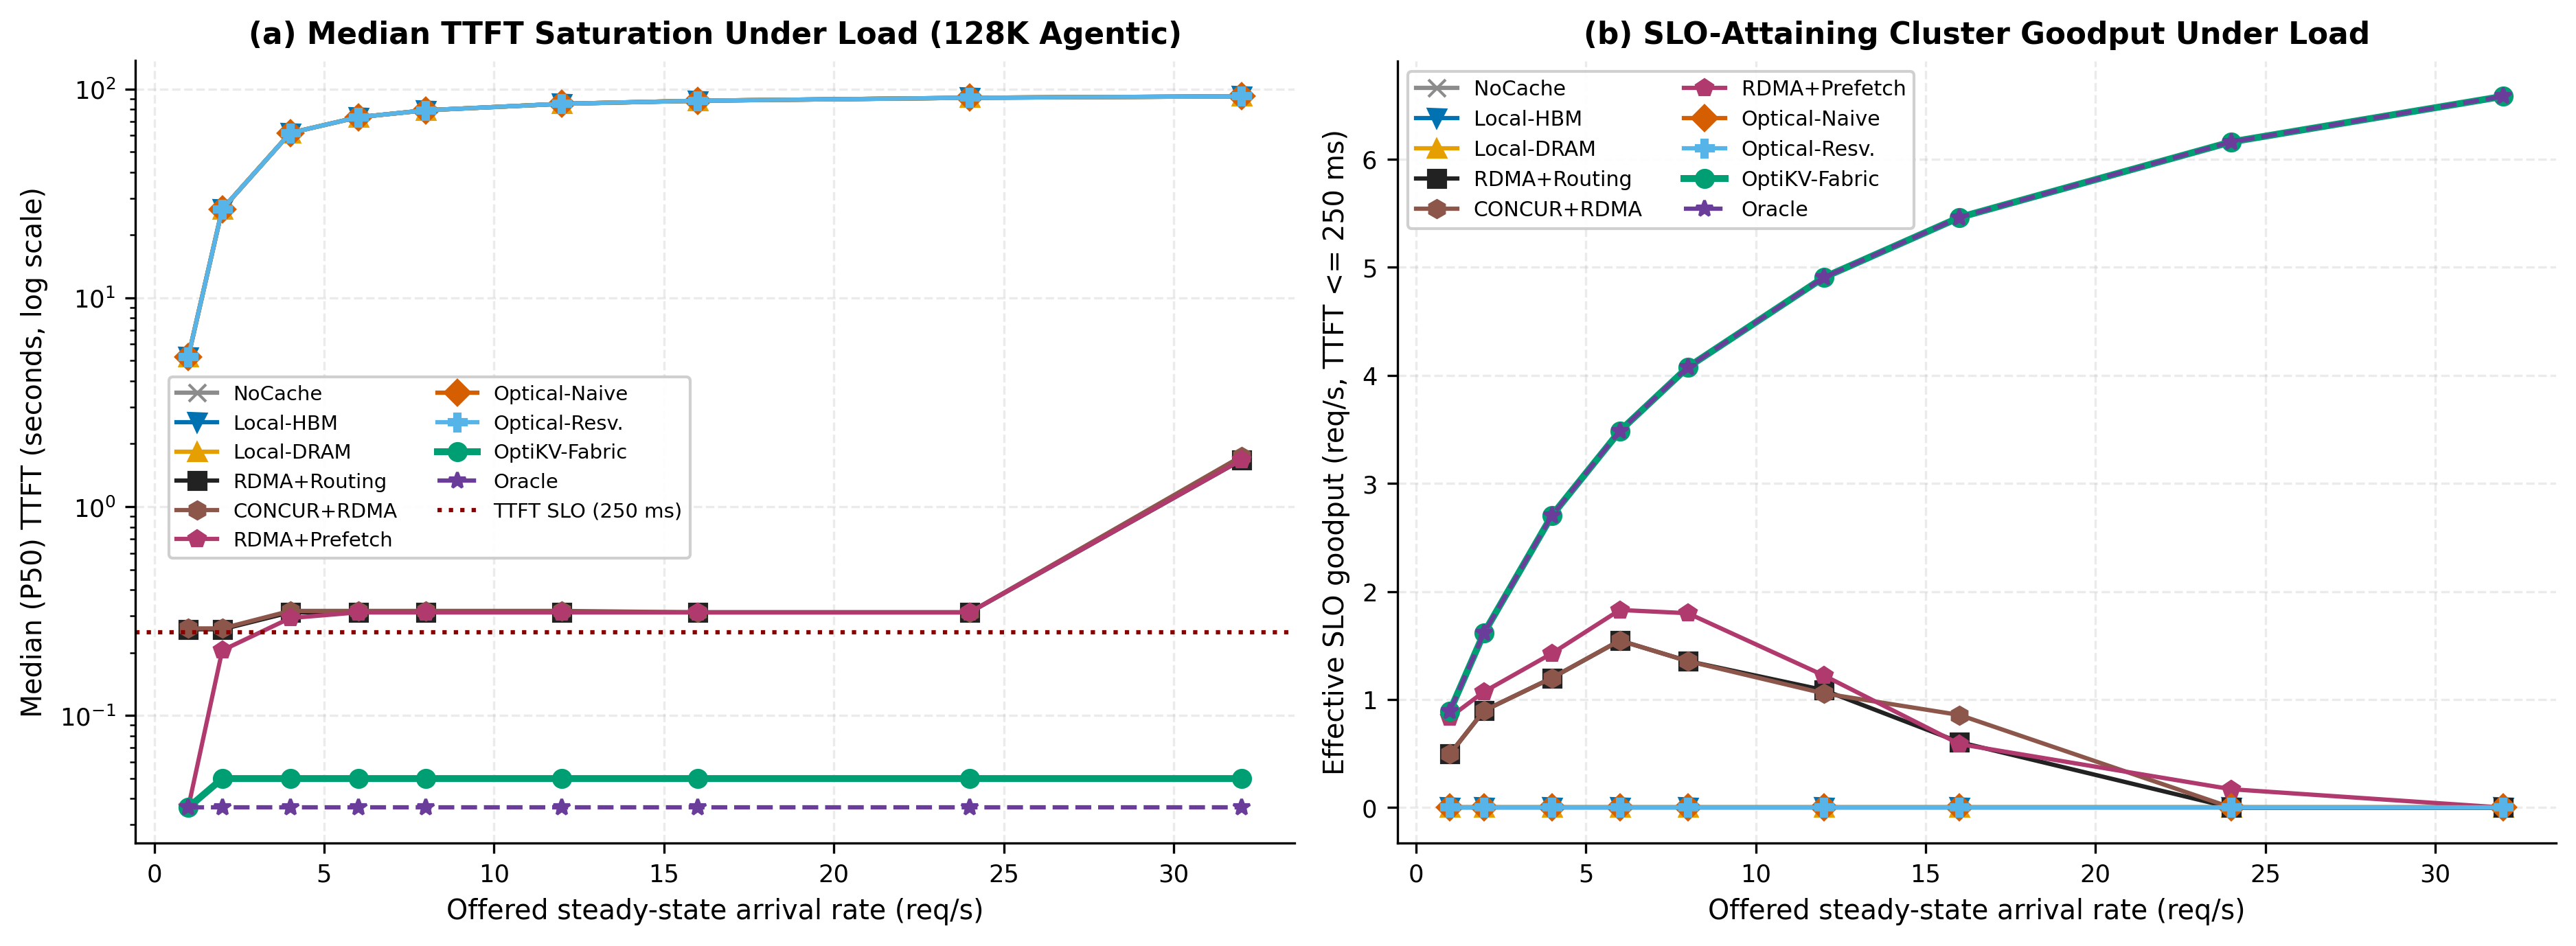 (a) Median TTFT Saturation Under Load (128K Agentic)
Median (P50) TTFT (seconds, log scale)
10²
10¹
10⁰
10⁻¹
NoCache
Local-HBM
Local-DRAM
RDMA+Routing
CONCUR+RDMA
RDMA+Prefetch
Optical-Naive
Optical-Resv.
OptiKV-Fabric
Oracle
TTFT SLO (250 ms)
0 5 10 15 20 25 30
Offered steady-state arrival rate (req/s)
(b) SLO-Attaining Cluster Goodput Under Load
Effective SLO goodput (req/s, TTFT <= 250 ms)
6
5
4
3
2
1
0
NoCache
Local-HBM
Local-DRAM
RDMA+Routing
CONCUR+RDMA
RDMA+Prefetch
Optical-Naive
Optical-Resv.
OptiKV-Fabric
Oracle
0 5 10 15 20 25 30
Offered steady-state arrival rate (req/s)